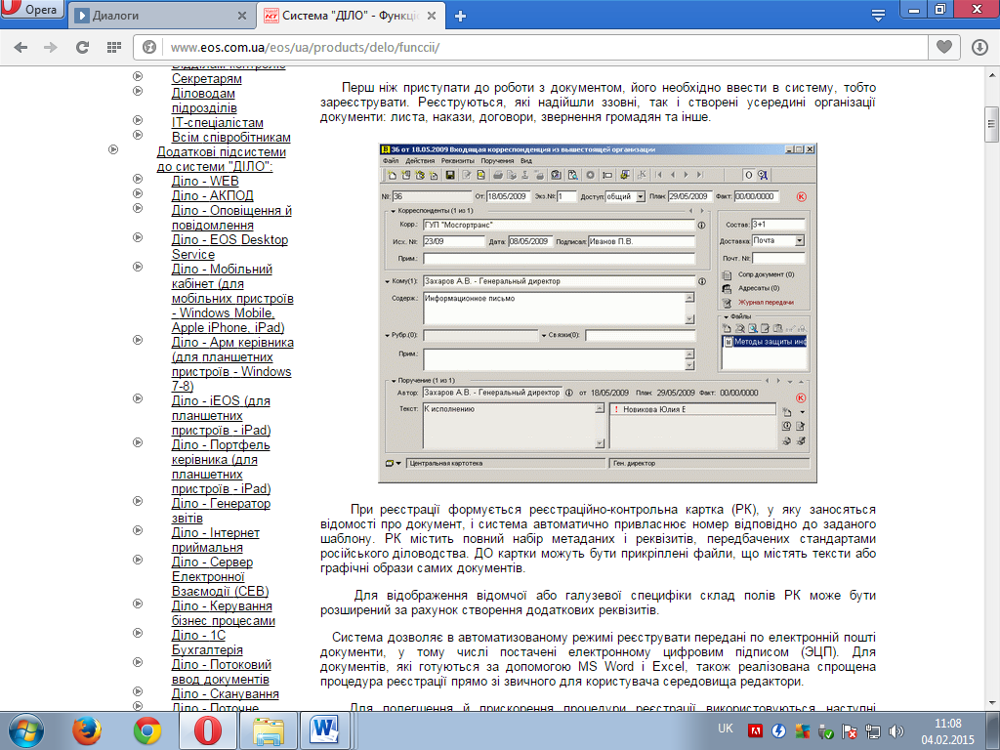 Opera
Диалоги
Система "ДІЛО" - Функціє
www.eos.com.ua/eos/ua/products/delo/funccii/
Відділам контролю
Секретарям
Діловодам
підрозділів
ІТ-спеціалістам
Всім співробітникам
Додаткові підсистеми
до системи "ДІЛО":
Діло - WEB
Діло - АКПОД
Діло - Оповіщення й
повідомлення
Діло - EOS Desktop
Service
Діло - Мобільний
кабінет (для
мобільних пристроїв
- Windows Mobile,
Apple iPhone, iPad)
Діло - Арм керівника
(для планшетних
пристроїв - Windows
7-8)
Діло - iEOS (для
планшетних
пристроїв - iPad)
Діло - Портфель
керівника (для
планшетних
пристроїв - iPad)
Діло - Генератор
звітів
Діло - Інтернет
приймальня
Діло - Сервер
Електронної
Взаємодії (СЕВ)
Діло - Керування
бізнес процесами
Діло - 1С
Бухгалтерія
Діло - Потоковий
ввод документів
Діло - Сканування
Діло - Поточне
Перш ніж приступати до роботи з документом, його необхідно ввести в систему, тобто
зареєструвати. Реєструються, які надійшли ззовні, так і створені усередині організації
документи: листа, накази, договори, звернення громадян та інше.
36 от 18.05.2009 Входящая корреспонденция из вышестоящей организации
Файл Действия Реквизиты Поручения Вид
№: 36 От: 18/05/2009 Экз.№: 1 Доступ: общий План: 29/05/2009 Факт: 00/00/0000
Корреспонденты (1 из 1)
Корр.: ГУП "Мосгортранс"
Исх. №: 23/09 Дата: 08/05/2009 Подписал: Иванов П.В.
Прим.:
Состав: 3+1
Доставка: Почта
Почт. №:
Сопр.документ (0)
Адресаты (0)
Журнал передачи
Кому(1): Захаров А.В. - Генеральный директор
Содерж.: Информационное письмо
Рубр.(0): Связки(0):
Прим.:
Файлы
Методы защиты инф
Поручение (1 из 1)
Автор: Захаров А.В. - Генеральный директор от 18/05/2009 План: 29/05/2009 Факт: 00/00/0000
Текст: К исполнению ! Новикова Юлия Е
Центральная картотека Ген. директор
При реєстрації формується реєстраційно-контрольна картка (РК), у яку заносяться
відомості про документ, і система автоматично привласнює номер відповідно до заданого
шаблону. РК містить повний набір метаданих і реквізитів, передбачених стандартами
російського діловодства. ДО картки можуть бути прикріплені файли, що містять тексти або
графічні образи самих документів.
Для відображення відомчої або галузевої специфіки склад полів РК може бути
розширений за рахунок створення додаткових реквізитів.
Система дозволяє в автоматизованому режимі реєструвати передані по електронній пошті
документи, у тому числі постачені електронному цифровим підписом (ЭЦП). Для
документів, які готуються за допомогою MS Word і Excel, також реалізована спрощена
процедура реєстрації прямо зі звичного для користувача середовища редактори.
Для полегшення й прискорення процедури реєстрації використовуються наступні
UK
11:08
04.02.2015